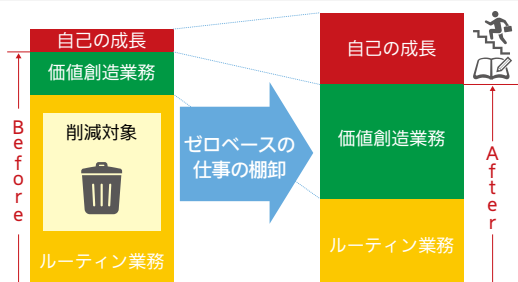 自己の成長
価値創造業務
削減対象
ルーティン業務
Before
ゼロベースの
仕事の棚卸
自己の成長
価値創造業務
ルーティン業務
After